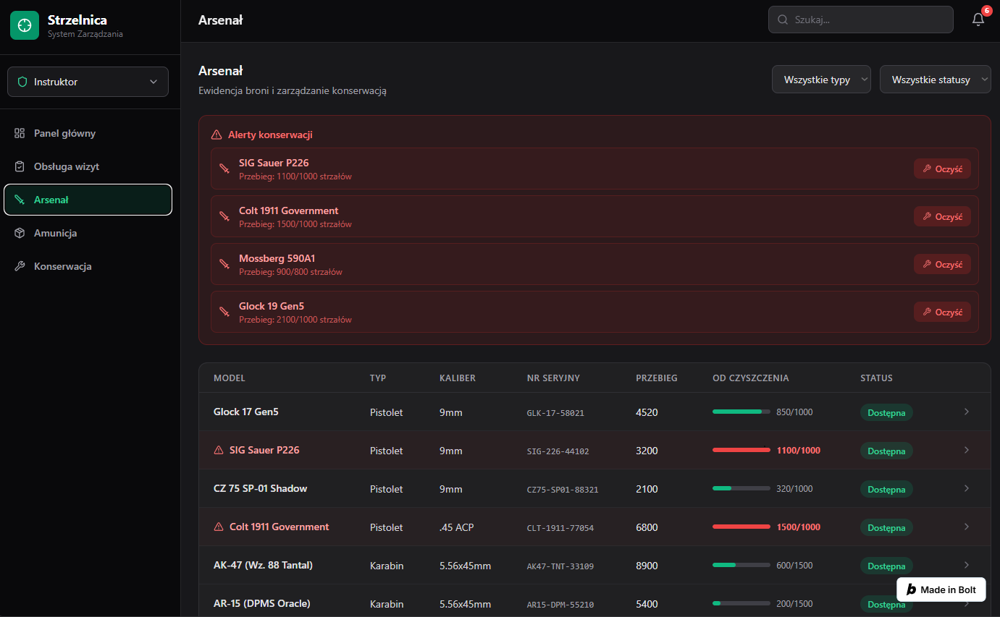 Strzelnica
System Zarządzania
Arsenał
Szukaj...
6
Instruktor
Panel główny
Obsługa wizyt
Arsenał
Amunicja
Konserwacja
Arsenał
Ewidencja broni i zarządzanie konserwacją
Wszystkie typy
Wszystkie statusy
Alerty konserwacji
SIG Sauer P226
Przebieg: 1100/1000 strzałów
Oczyść
Colt 1911 Government
Przebieg: 1500/1000 strzałów
Oczyść
Mossberg 590A1
Przebieg: 900/800 strzałów
Oczyść
Glock 19 Gen5
Przebieg: 2100/1000 strzałów
Oczyść
MODEL TYP KALIBER NR SERYJNY PRZEBIEG OD CZYSZCZENIA STATUS
Glock 17 Gen5 Pistolet 9mm GLK-17-58021 4520 850/1000 Dostępna
SIG Sauer P226 Pistolet 9mm SIG-226-44102 3200 1100/1000 Dostępna
CZ 75 SP-01 Shadow Pistolet 9mm CZ75-SP01-88321 2100 320/1000 Dostępna
Colt 1911 Government Pistolet .45 ACP CLT-1911-77054 6800 1500/1000 Dostępna
AK-47 (Wz. 88 Tantal) Karabin 5.56x45mm AK47-TNT-33109 8900 600/1500 Dostępna
AR-15 (DPMS Oracle) Karabin 5.56x45mm AR15-DPM-55210 5400 200/1500 Dostępna
b Made in Bolt